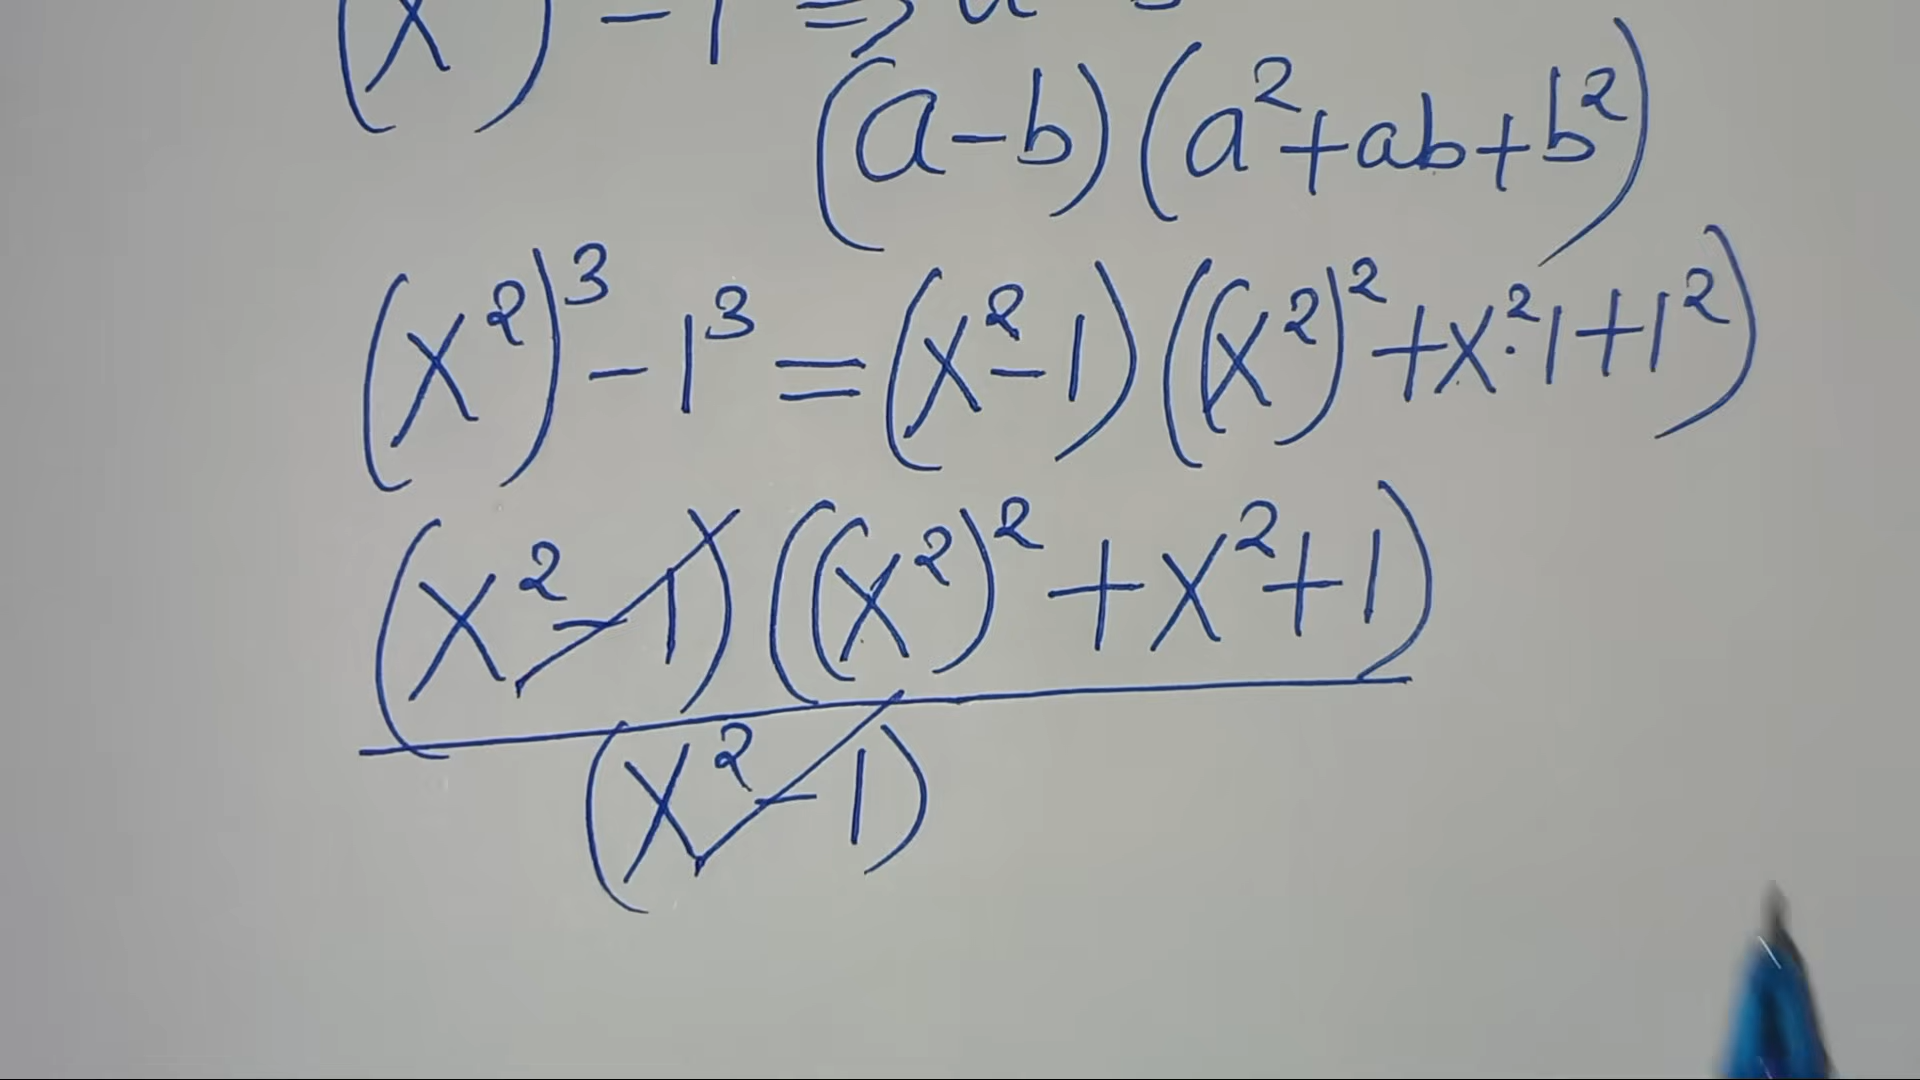 (x ) - 1 ⇒
(a-b)(a²+ab+b²)
(x²)³-1³=(x²-1)((x²)²+x²·1+1²)
(x²-1)((x²)²+x²+1)
(x²-1)